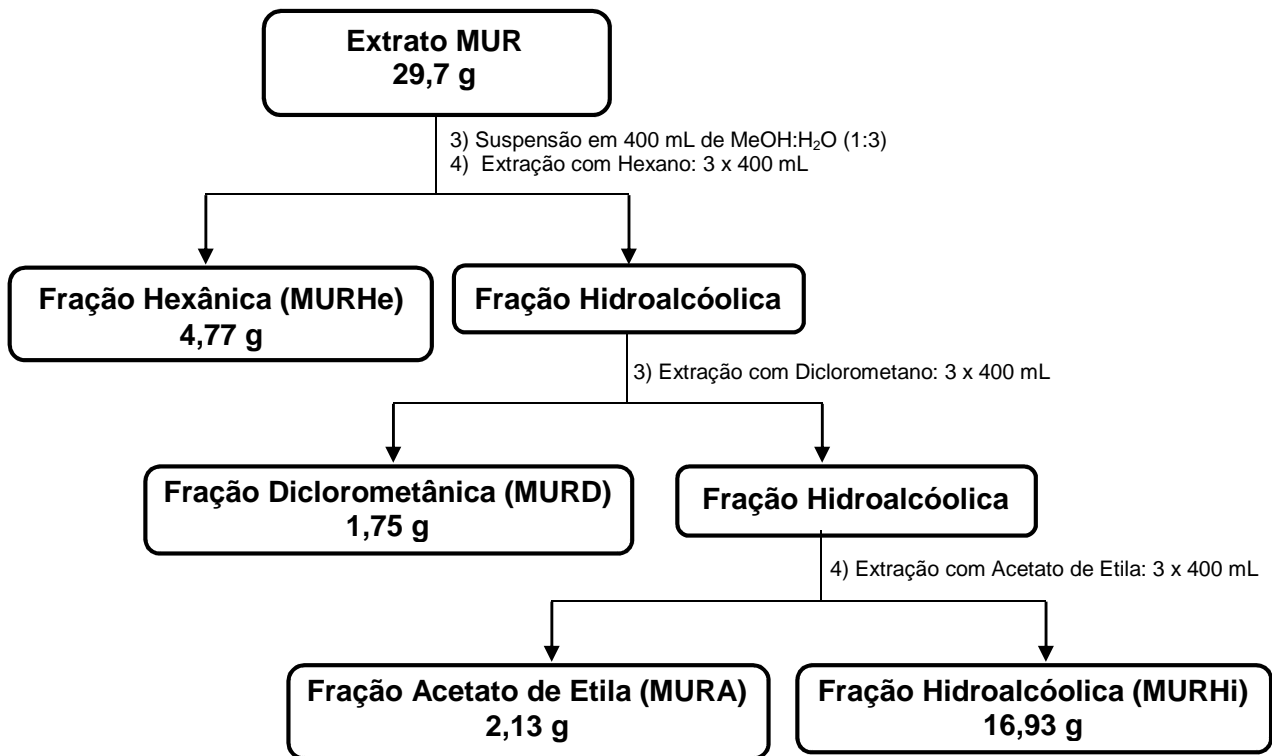 Extrato MUR
29,7 g
3) Suspensão em 400 mL de MeOH:H₂O (1:3)
4) Extração com Hexano: 3 x 400 mL
Fração Hexânica (MURHe)
4,77 g
Fração Hidroalcóolica
3) Extração com Diclorometano: 3 x 400 mL
Fração Diclorometânica (MURD)
1,75 g
Fração Hidroalcóolica
4) Extração com Acetato de Etila: 3 x 400 mL
Fração Acetato de Etila (MURA)
2,13 g
Fração Hidroalcóolica (MURHi)
16,93 g